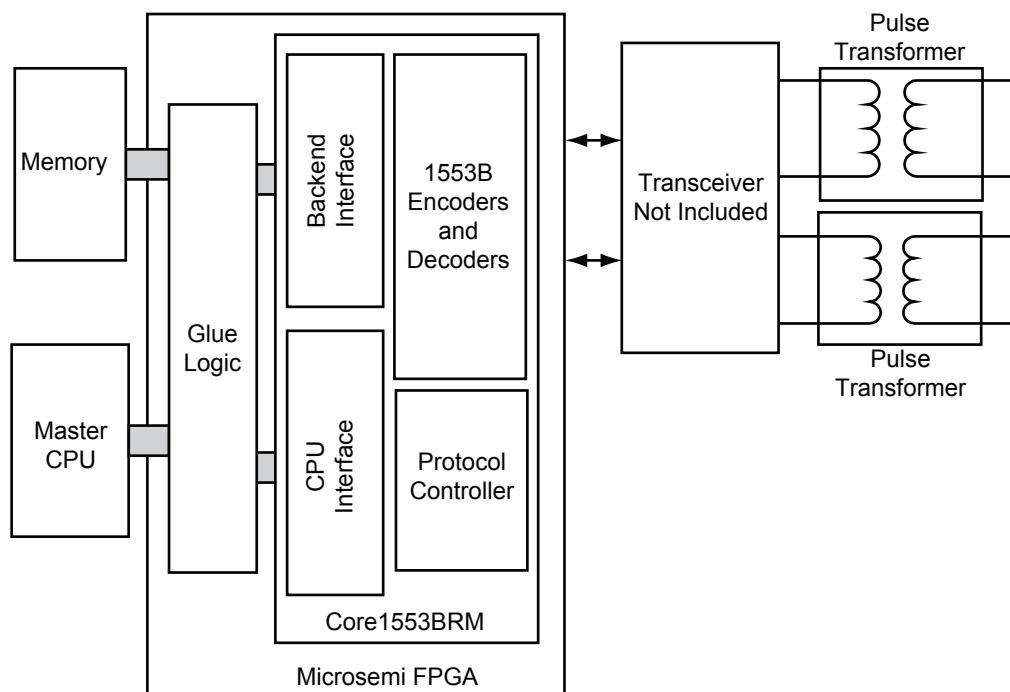 Pulse
Transformer
Memory
Backend
Interface
1553B
Encoders
and
Decoders
Transceiver
Not Included
Glue
Logic
Master
CPU
CPU
Interface
Protocol
Controller
Pulse
Transformer
Core1553BRM
Microsemi FPGA